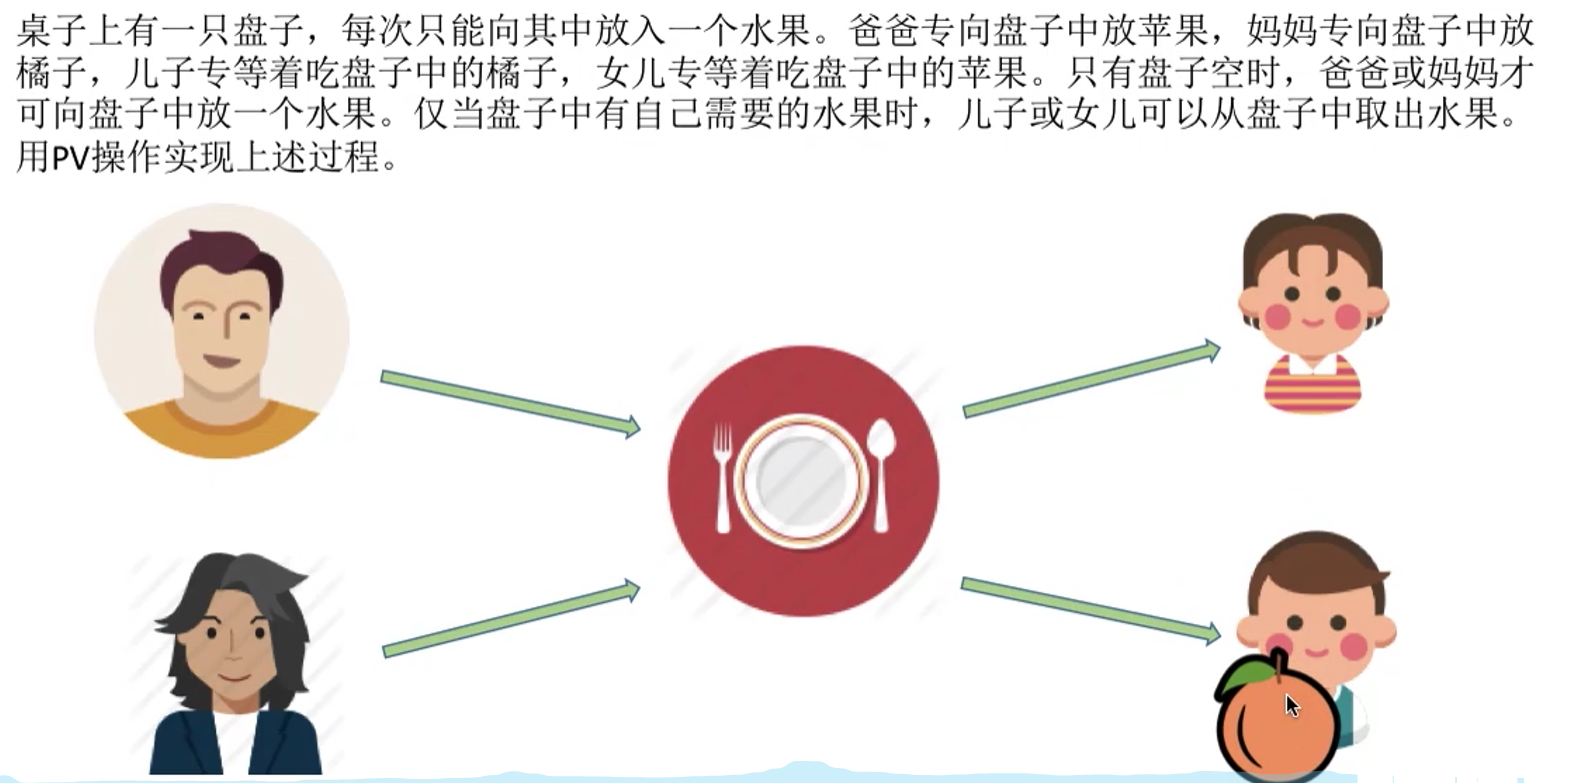 桌子上有一只盘子，每次只能向其中放入一个水果。爸爸专向盘子中放苹果，妈妈专向盘子中放
橘子，儿子专等着吃盘子中的橘子，女儿专等着吃盘子中的苹果。只有盘子空时，爸爸或妈妈才
可向盘子中放一个水果。仅当盘子中有自己需要的水果时，儿子或女儿可以从盘子中取出水果。
用PV操作实现上述过程。